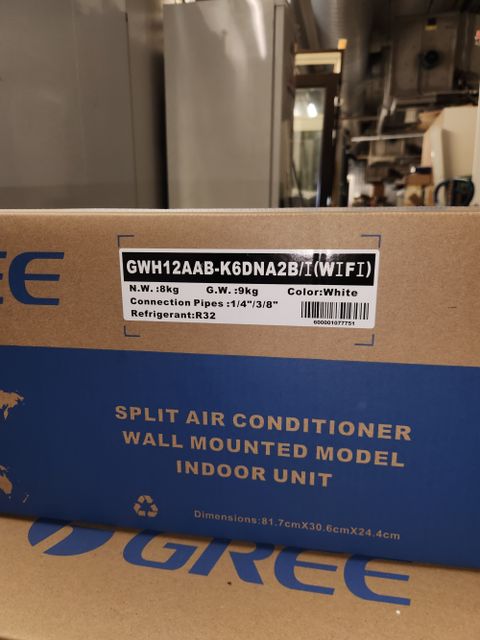 EE
GWH12AAB-K6DNA2B/I(WIFI)
N.W. :8kg G.W. :9kg Color:White
Connection Pipes :1/4"/3/8"
Refrigerant:R32
600001077751
SPLIT AIR CONDITIONER
WALL MOUNTED MODEL
INDOOR UNIT
Dimensions:81.7cmX30.6cmX24.4cm
GREE